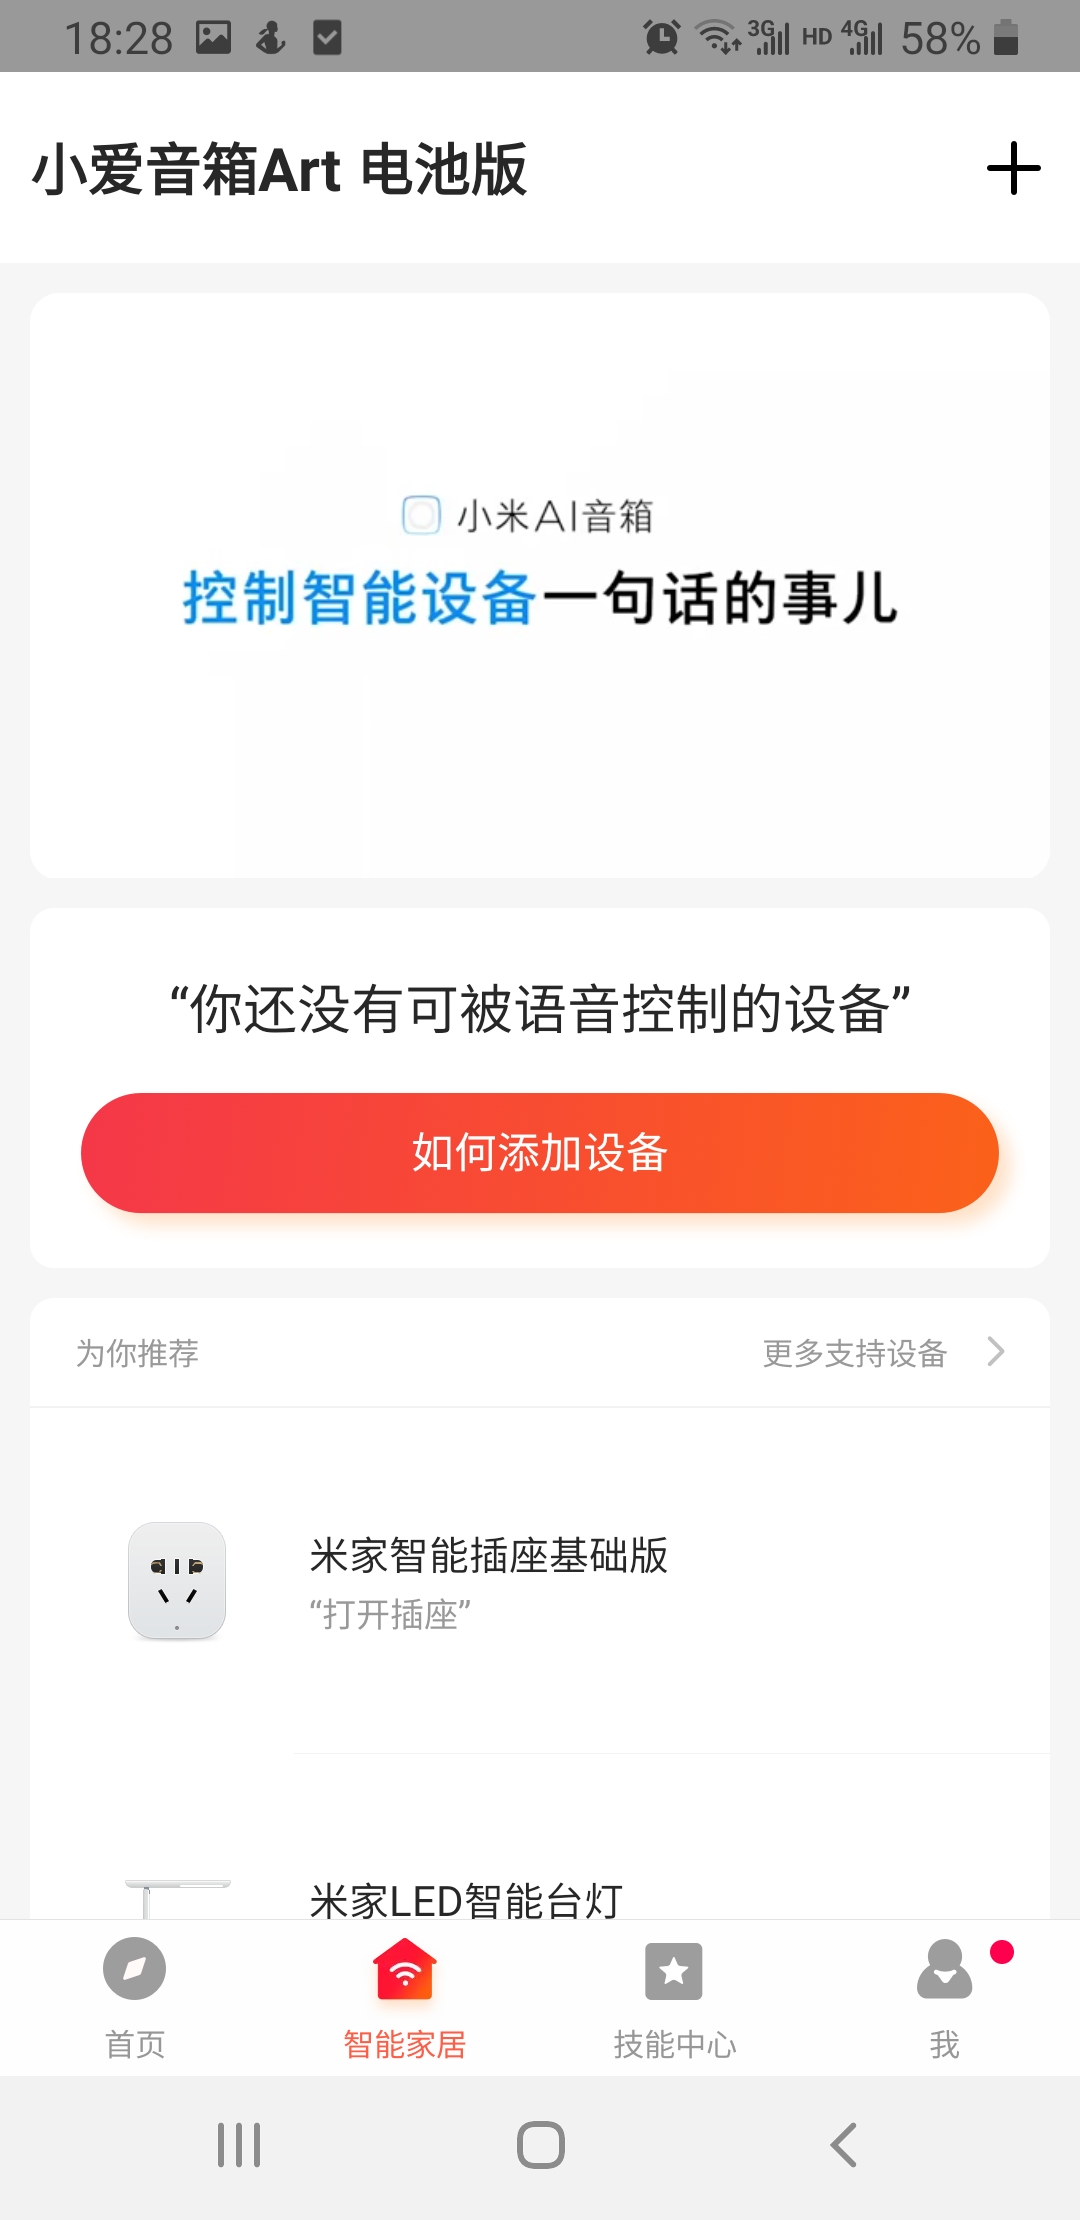 18:28 3G HD 4G 58%
小爱音箱Art 电池版
小米AI音箱
控制智能设备一句话的事儿
“你还没有可被语音控制的设备”
如何添加设备
为你推荐 更多支持设备
米家智能插座基础版
“打开插座”
米家LED智能台灯
首页 智能家居 技能中心 我